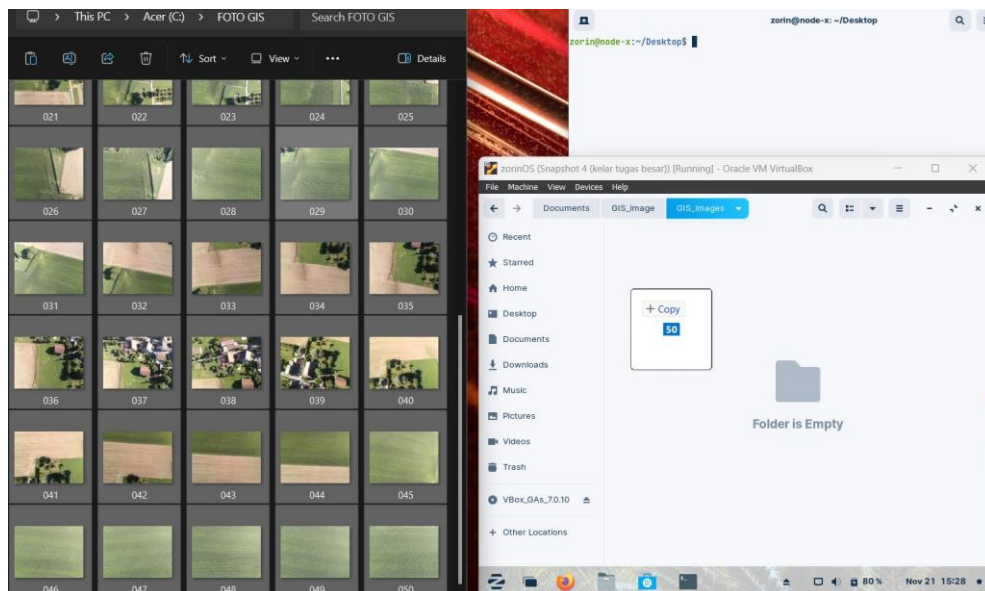 This PC > Acer (C:) > FOTO GIS
Search FOTO GIS
Sort
View
Details
021 022 023 024 025
026 027 028 029 030
031 032 033 034 035
036 037 038 039 040
041 042 043 044 045
046 047 048 049 050
zorin@node-x: ~/Desktop
zorin@node-x:~/Desktop$
zorinOS (Snapshot 4 (kelar tugas besar)) [Running] - Oracle VM VirtualBox
File Machine View Devices Help
Documents GIS_Image GIS_Images
Recent
Starred
Home
Desktop
Documents
Downloads
Music
Pictures
Videos
Trash
VBox_GAs_7.0.10
+ Other Locations
+ Copy
50
Folder is Empty
80 % Nov 21 15:28